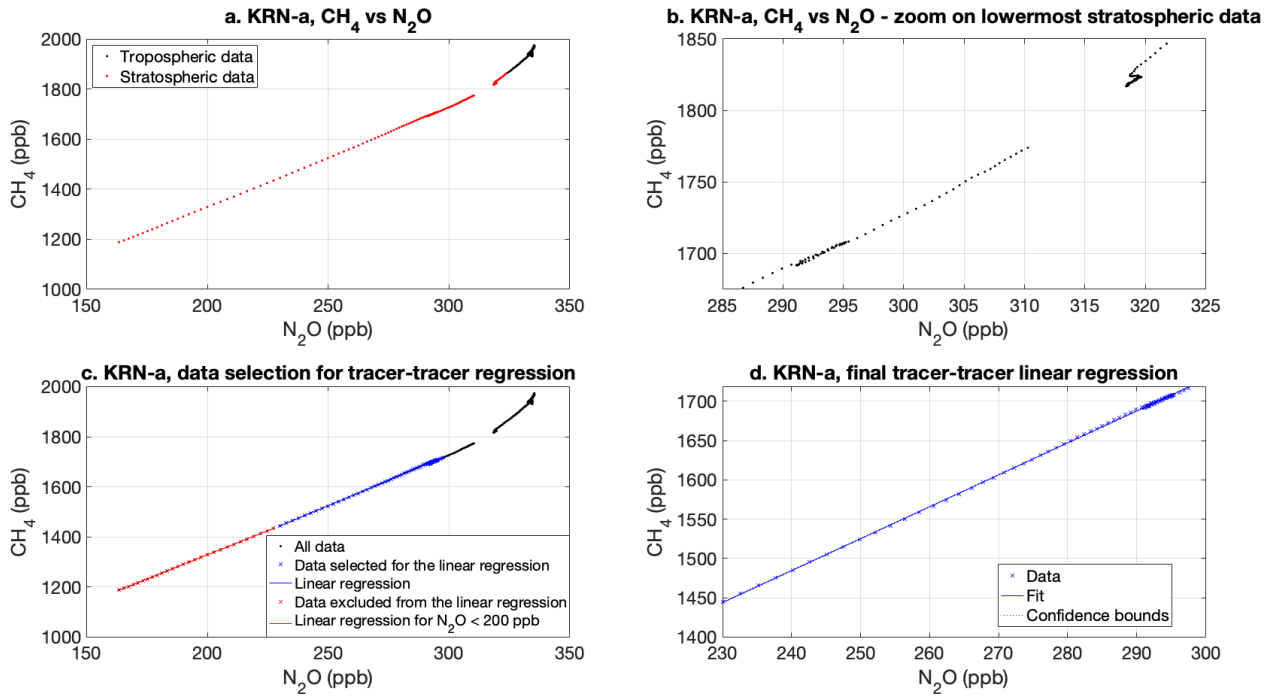 a. KRN-a, CH4 vs N2O
2000
1800
1600
1400
1200
1000
CH4 (ppb)
Tropospheric data
Stratospheric data
150 200 250 300 350
N2O (ppb)
b. KRN-a, CH4 vs N2O - zoom on lowermost stratospheric data
1850
1800
1750
1700
CH4 (ppb)
285 290 295 300 305 310 315 320 325
N2O (ppb)
c. KRN-a, data selection for tracer-tracer regression
2000
1800
1600
1400
1200
1000
CH4 (ppb)
All data
Data selected for the linear regression
Linear regression
Data excluded from the linear regression
Linear regression for N2O < 200 ppb
150 200 250 300 350
N2O (ppb)
d. KRN-a, final tracer-tracer linear regression
1700
1650
1600
1550
1500
1450
1400
CH4 (ppb)
Data
Fit
Confidence bounds
230 240 250 260 270 280 290 300
N2O (ppb)